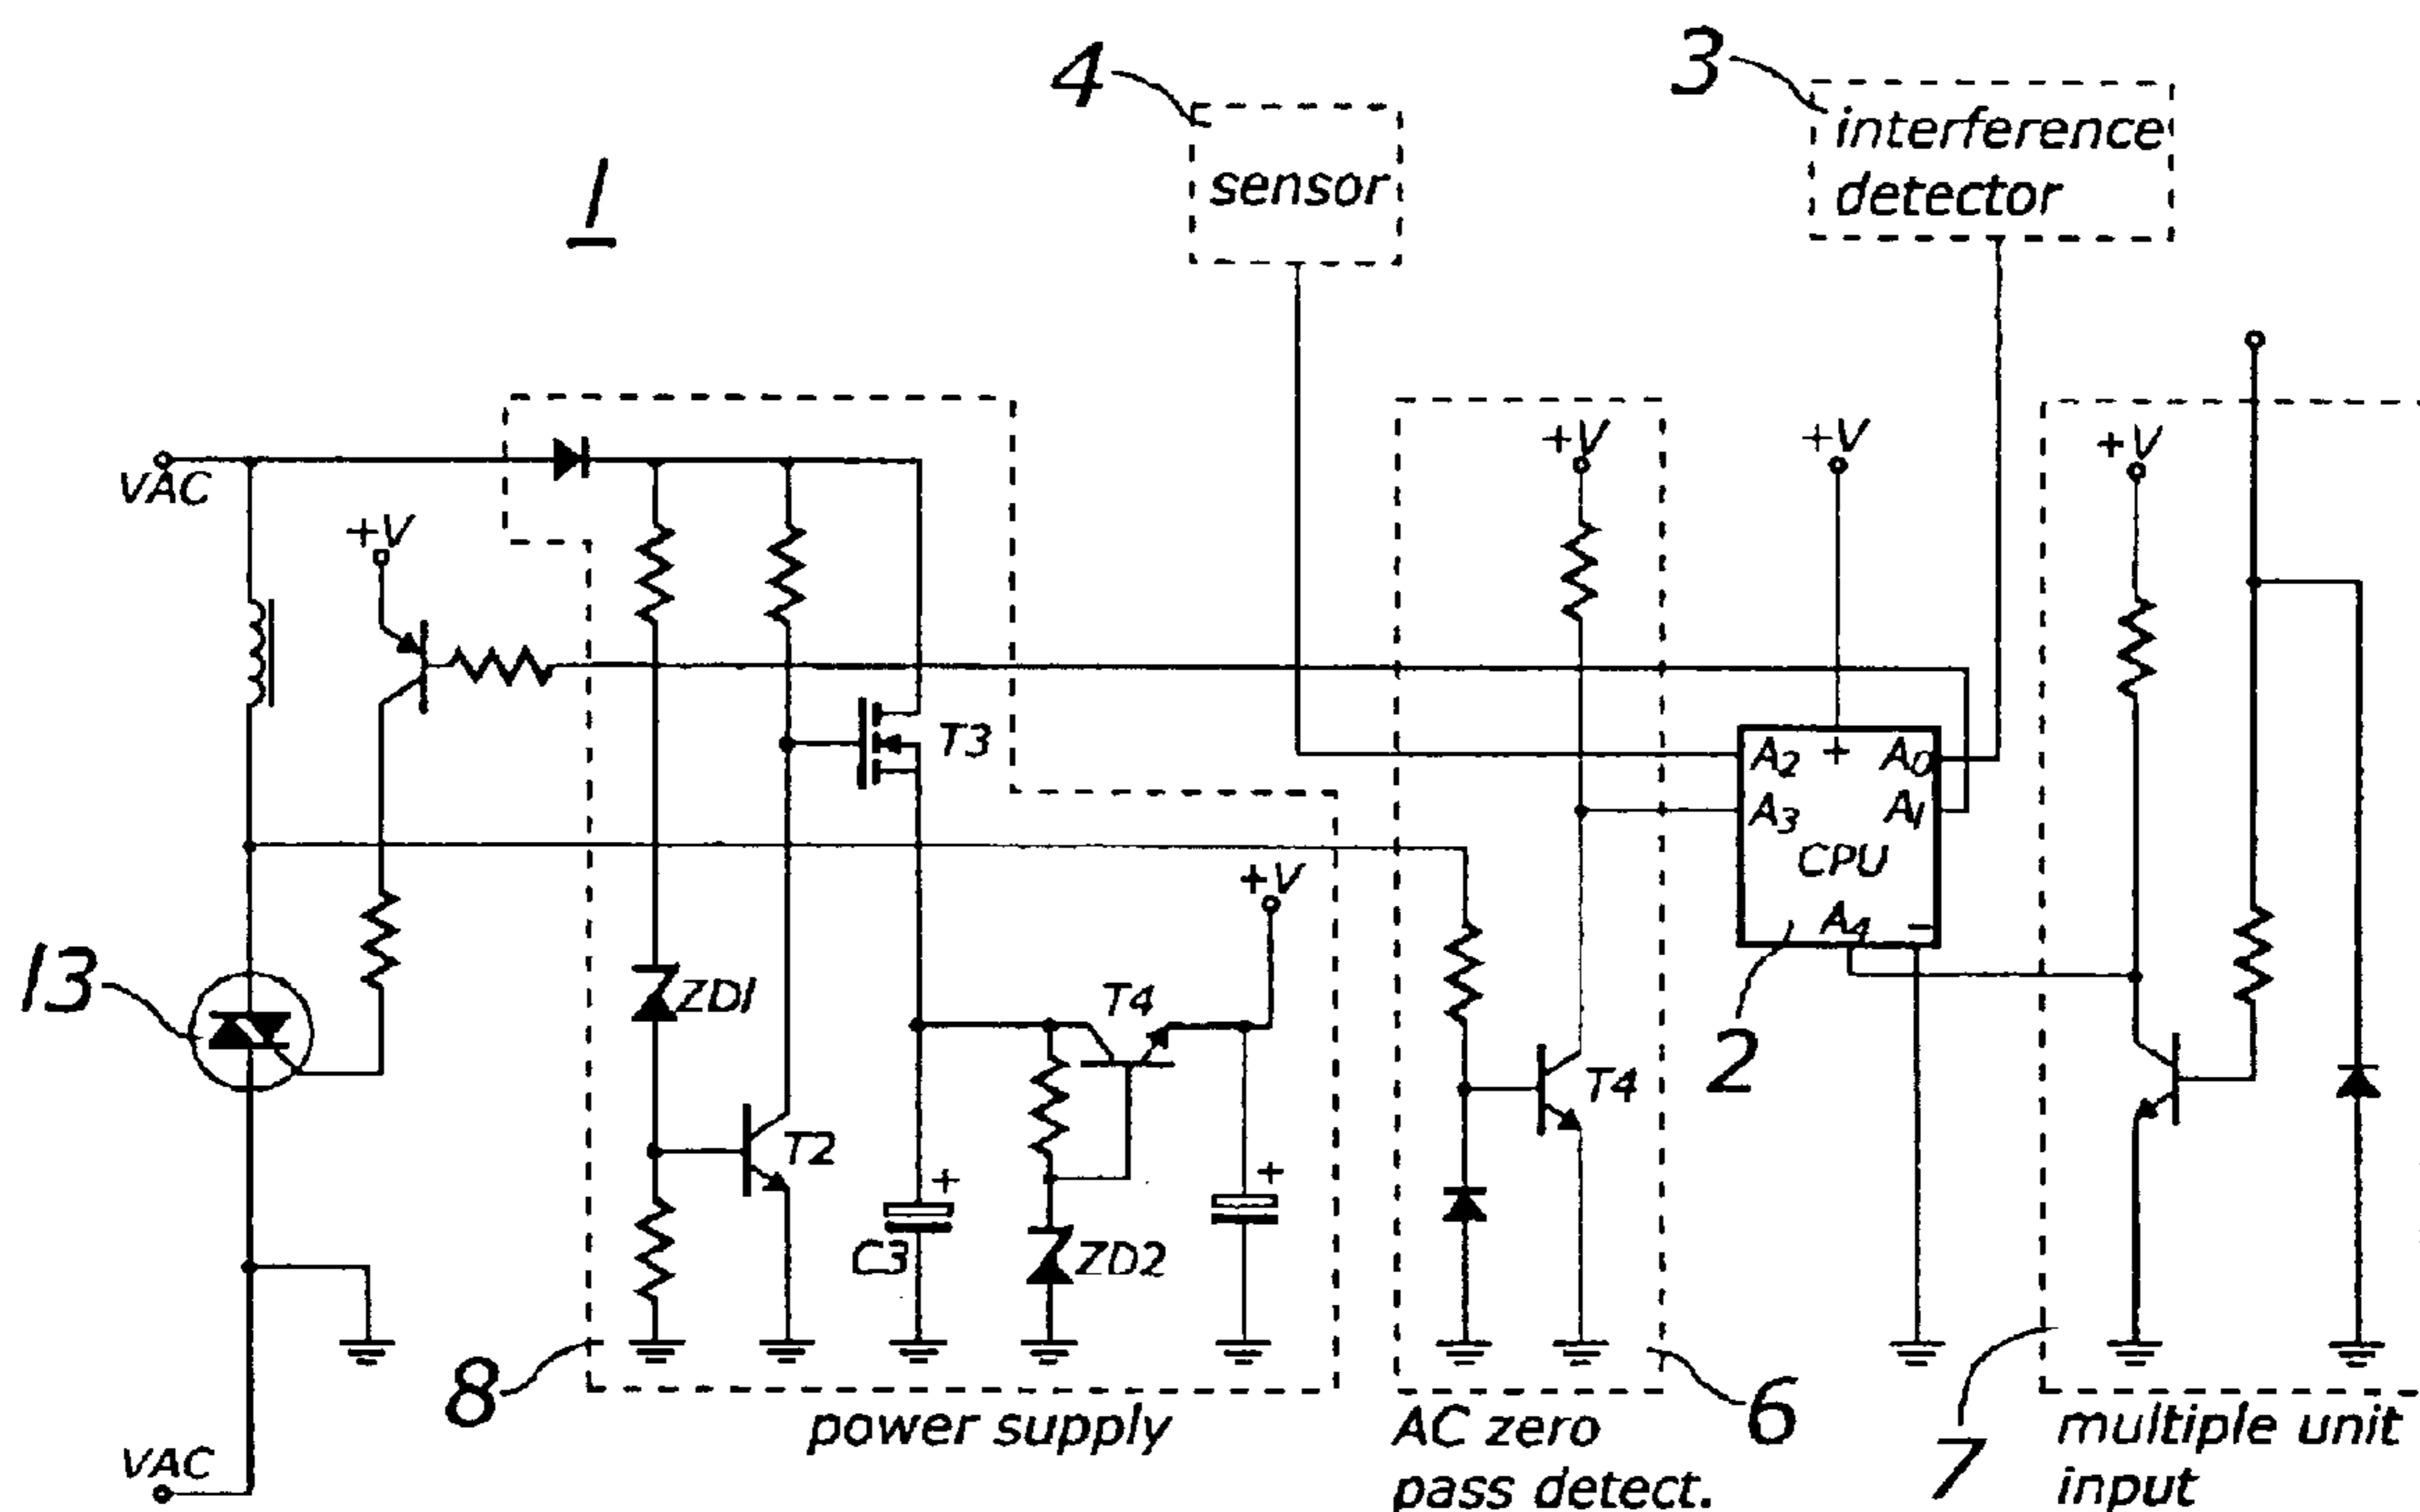 4
3
interference
detector
sensor
1
VAC
+V
+V
+V
+V
T3
A2 + A0
A3 A1
CPU
A4 −
+V
13
ZD1
T4
2
T4
T2
+
+
C3
ZD2
8
6
power supply
AC zero
pass detect.
7
multiple unit
input
VAC